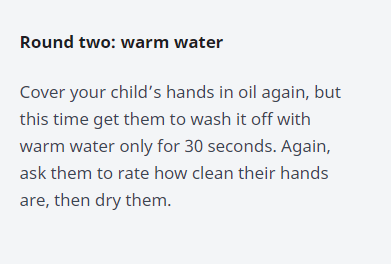 Round two: warm water
Cover your child's hands in oil again, but
this time get them to wash it off with
warm water only for 30 seconds. Again,
ask them to rate how clean their hands
are, then dry them.